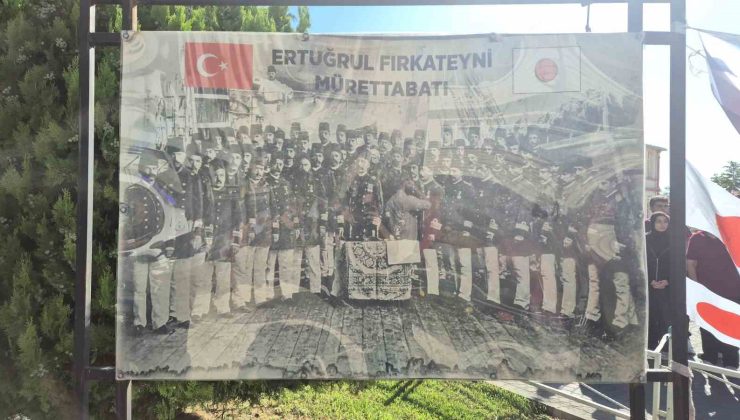 ERTUĞRUL FIRKATEYNİ
MÜRETTABATI